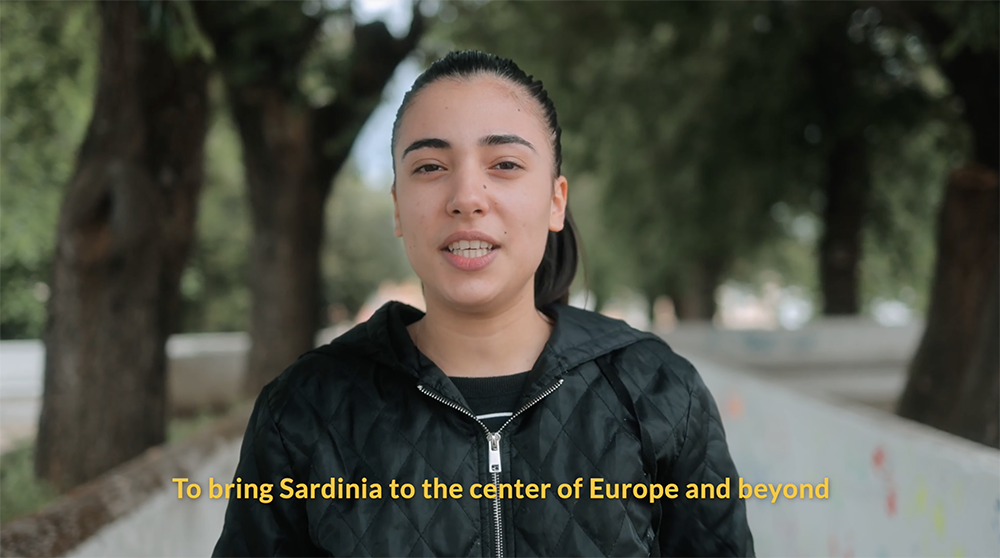 To bring Sardinia to the center of Europe and beyond